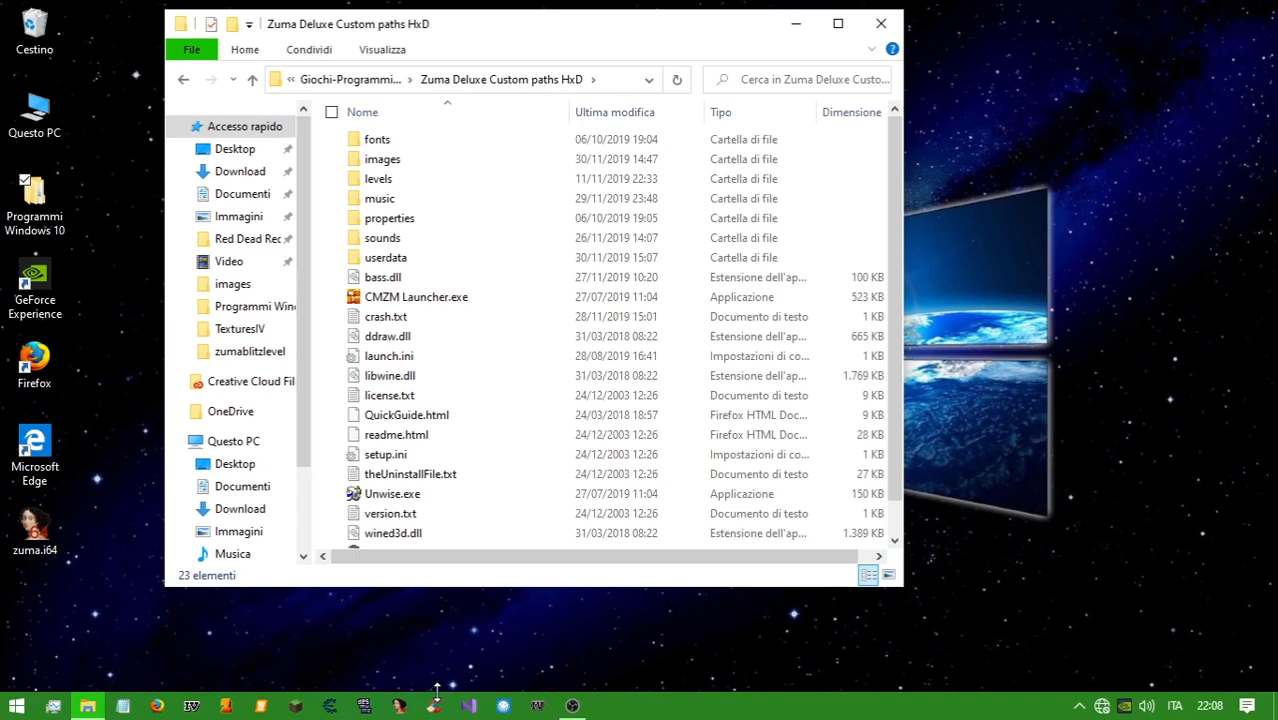 Cestino
Questo PC
Programmi
Windows 10
GeForce
Experience
Firefox
Microsoft
Edge
zuma.i64
Zuma Deluxe Custom paths HxD
File Home Condividi Visualizza
« Giochi-Programmi... › Zuma Deluxe Custom paths HxD ›
Cerca in Zuma Deluxe Custo...
Accesso rapido
Desktop
Download
Documenti
Immagini
Red Dead Rec
Video
images
Programmi Win
TexturesIV
zumablitzlevel
Creative Cloud Fil
OneDrive
Questo PC
Desktop
Documenti
Download
Immagini
Musica
Nome Ultima modifica Tipo Dimensione
fonts 06/10/2019 19:04 Cartella di file
images 30/11/2019 14:47 Cartella di file
levels 11/11/2019 22:33 Cartella di file
music 29/11/2019 23:48 Cartella di file
properties 06/10/2019 19:05 Cartella di file
sounds 26/11/2019 14:07 Cartella di file
userdata 30/11/2019 15:07 Cartella di file
bass.dll 27/11/2019 10:20 Estensione dell'ap... 100 KB
CMZM Launcher.exe 27/07/2019 11:04 Applicazione 523 KB
crash.txt 28/11/2019 15:01 Documento di testo 1 KB
ddraw.dll 31/03/2018 08:22 Estensione dell'ap... 665 KB
launch.ini 28/08/2019 16:41 Impostazioni di co... 1 KB
libwine.dll 31/03/2018 08:22 Estensione dell'ap... 1.769 KB
license.txt 24/12/2003 12:26 Documento di testo 9 KB
QuickGuide.html 24/03/2018 18:57 Firefox HTML Doc... 9 KB
readme.html 24/12/2003 12:26 Firefox HTML Doc... 28 KB
setup.ini 24/12/2003 12:26 Impostazioni di co... 1 KB
theUninstallFile.txt 24/12/2003 12:26 Documento di testo 27 KB
Unwise.exe 27/07/2019 11:04 Applicazione 150 KB
version.txt 24/12/2003 12:26 Documento di testo 1 KB
wined3d.dll 31/03/2018 08:22 Estensione dell'ap... 1.389 KB
23 elementi
IV
ITA 22:08